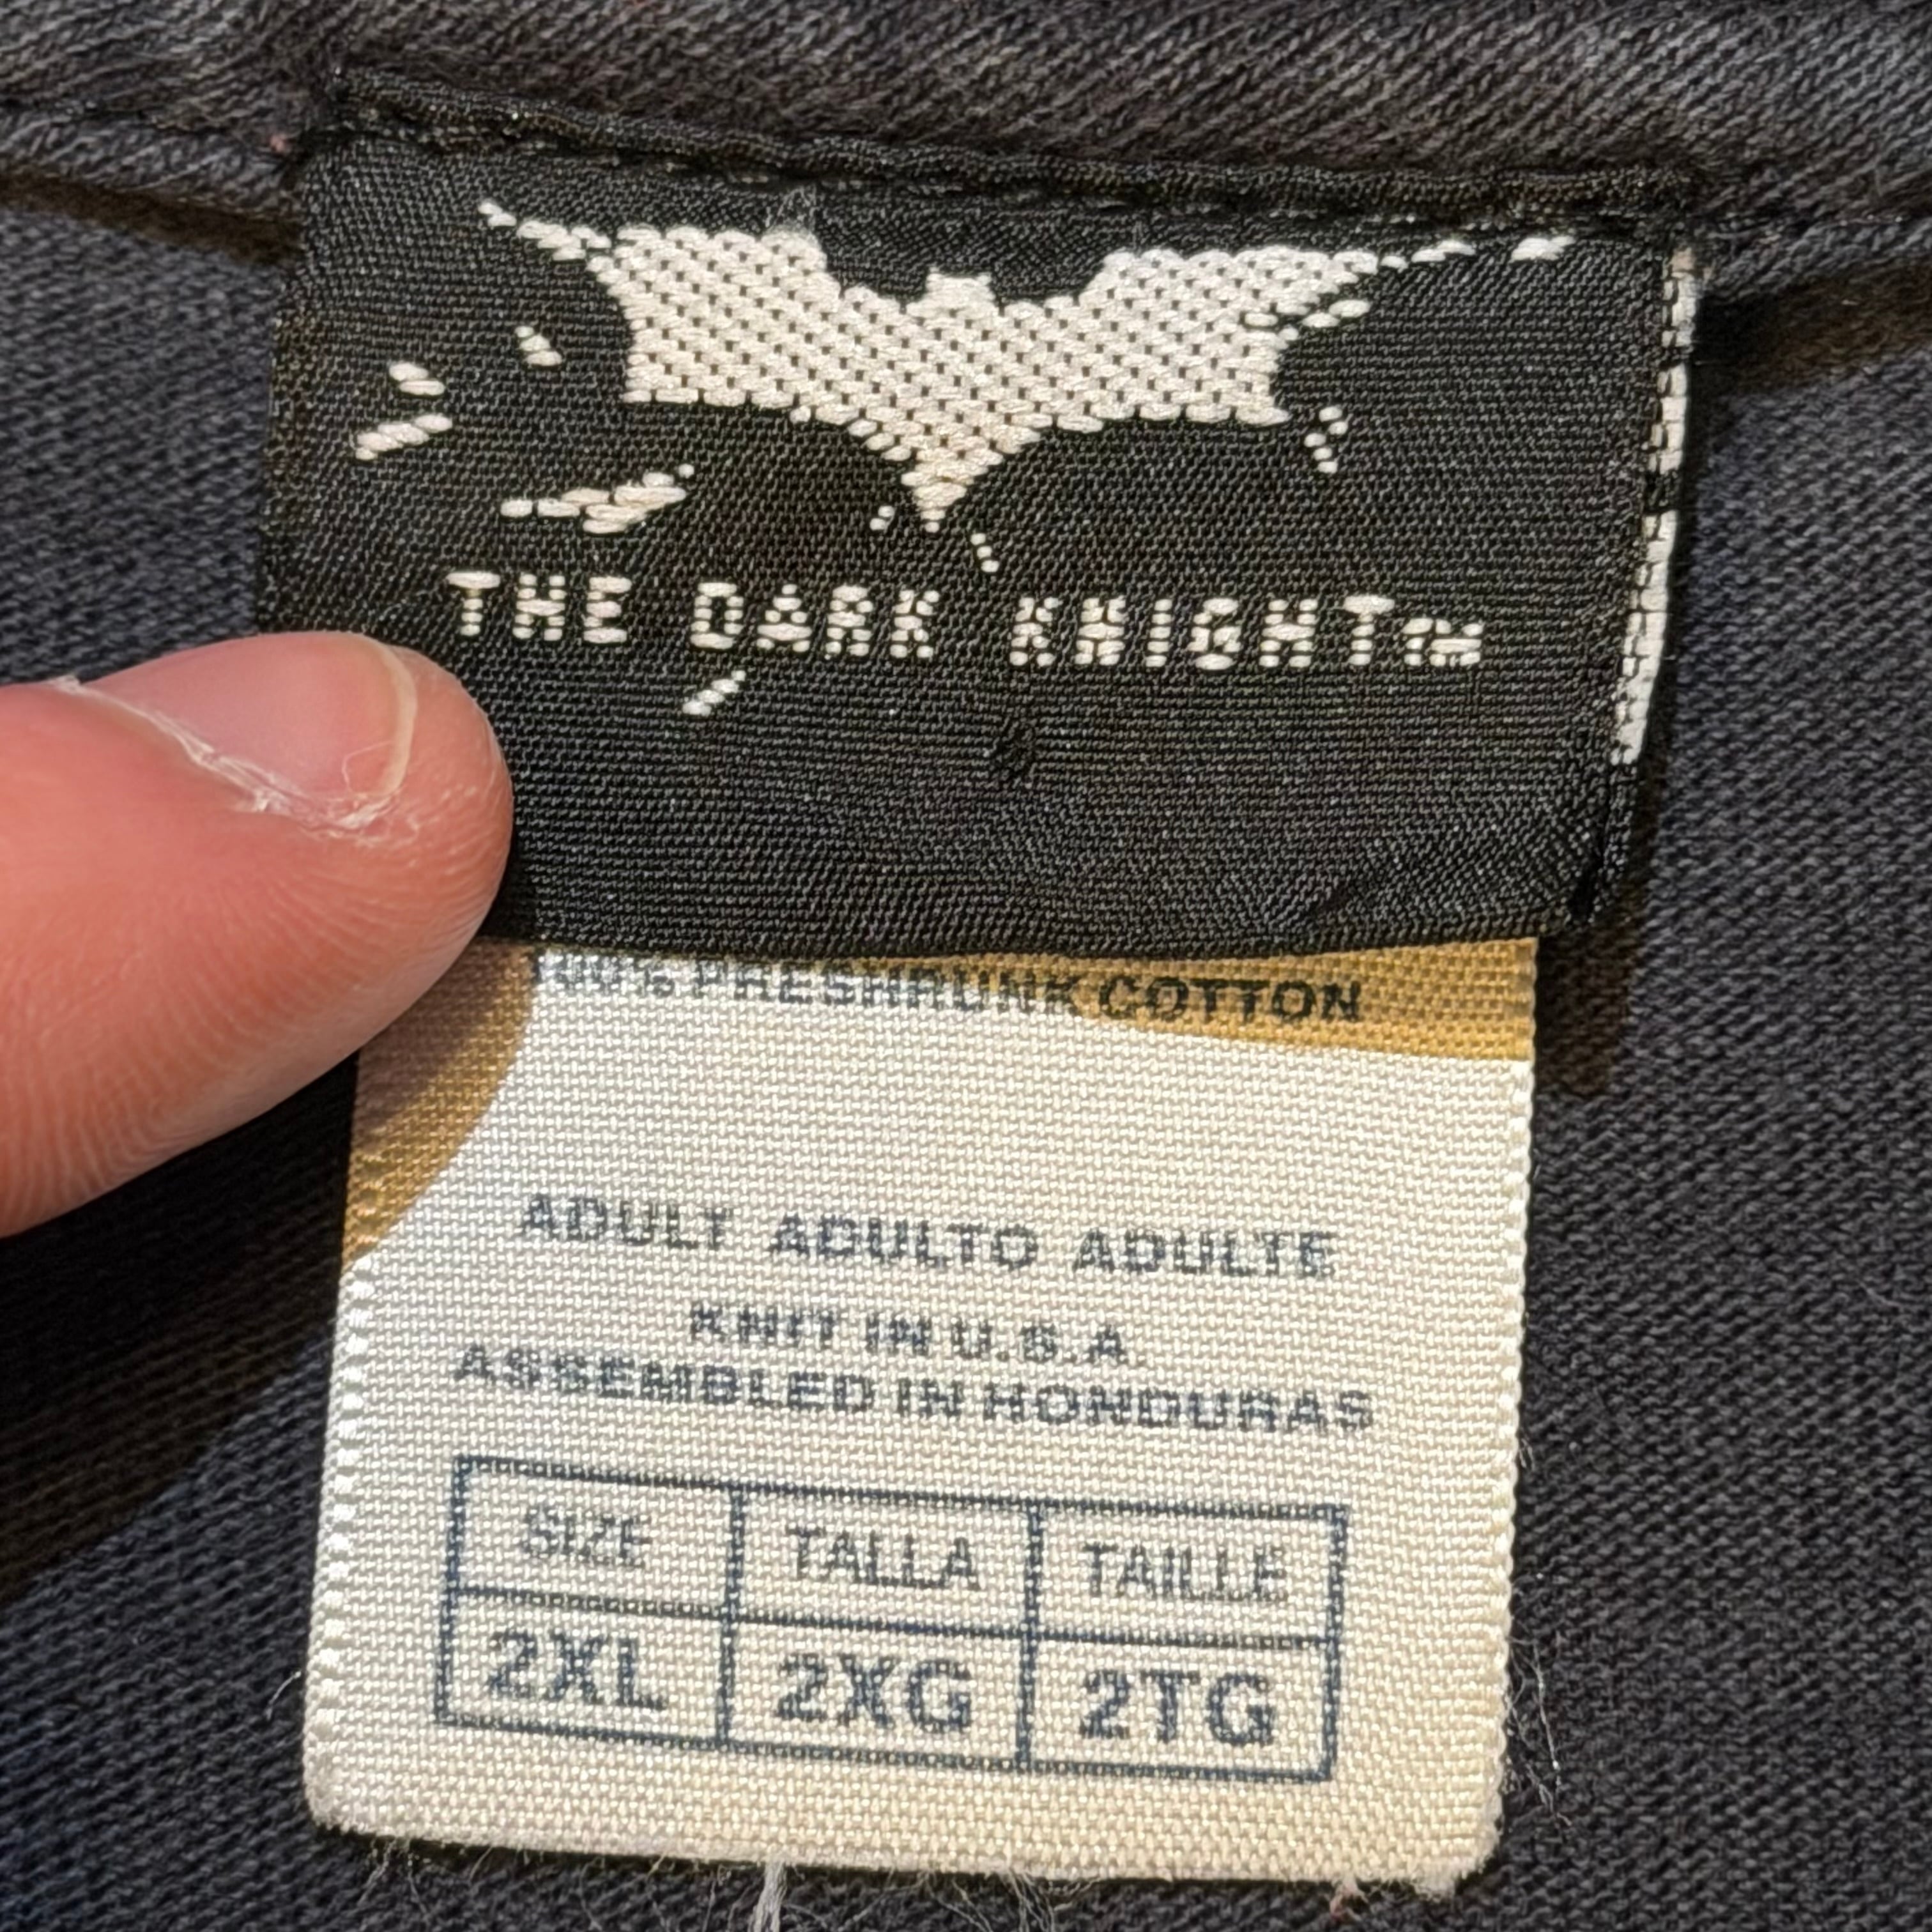 THE DARK KNIGHT™
00% PRESHRUNK COTTON
ADULT ADULTO ADULTE
KNIT IN U.S.A.
ASSEMBLED IN HONDURAS
SIZE TALLA TAILLE
2XL 2XG 2TG